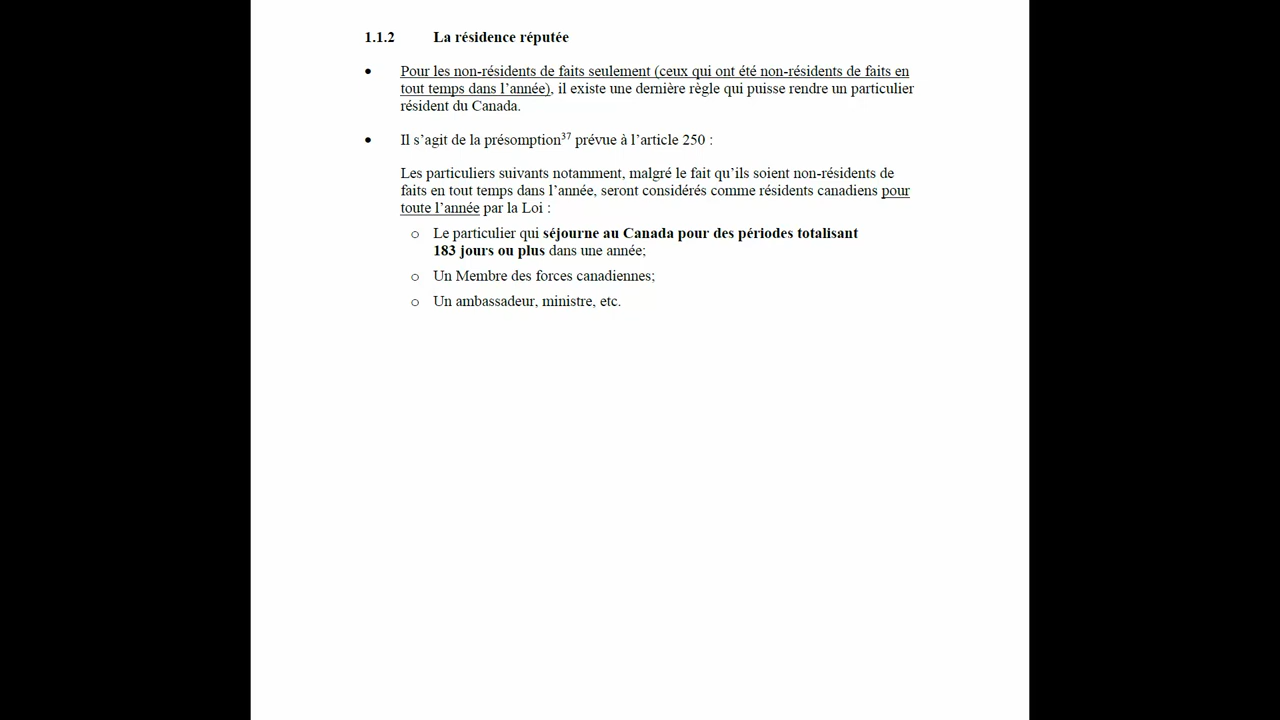 1.1.2 La résidence réputée
• Pour les non-résidents de faits seulement (ceux qui ont été non-résidents de faits en
tout temps dans l’année), il existe une dernière règle qui puisse rendre un particulier
résident du Canada.
• Il s’agit de la présomption37 prévue à l’article 250 :
Les particuliers suivants notamment, malgré le fait qu’ils soient non-résidents de
faits en tout temps dans l’année, seront considérés comme résidents canadiens pour
toute l’année par la Loi :
o Le particulier qui séjourne au Canada pour des périodes totalisant
183 jours ou plus dans une année;
o Un Membre des forces canadiennes;
o Un ambassadeur, ministre, etc.